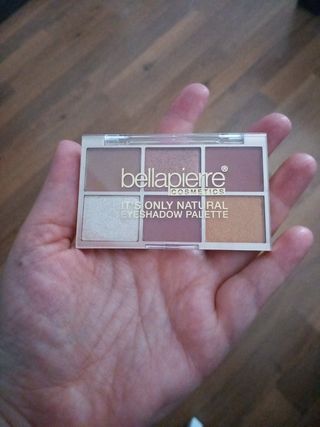 bellapierre®
COSMETICS
IT'S ONLY NATURAL
EYESHADOW PALETTE